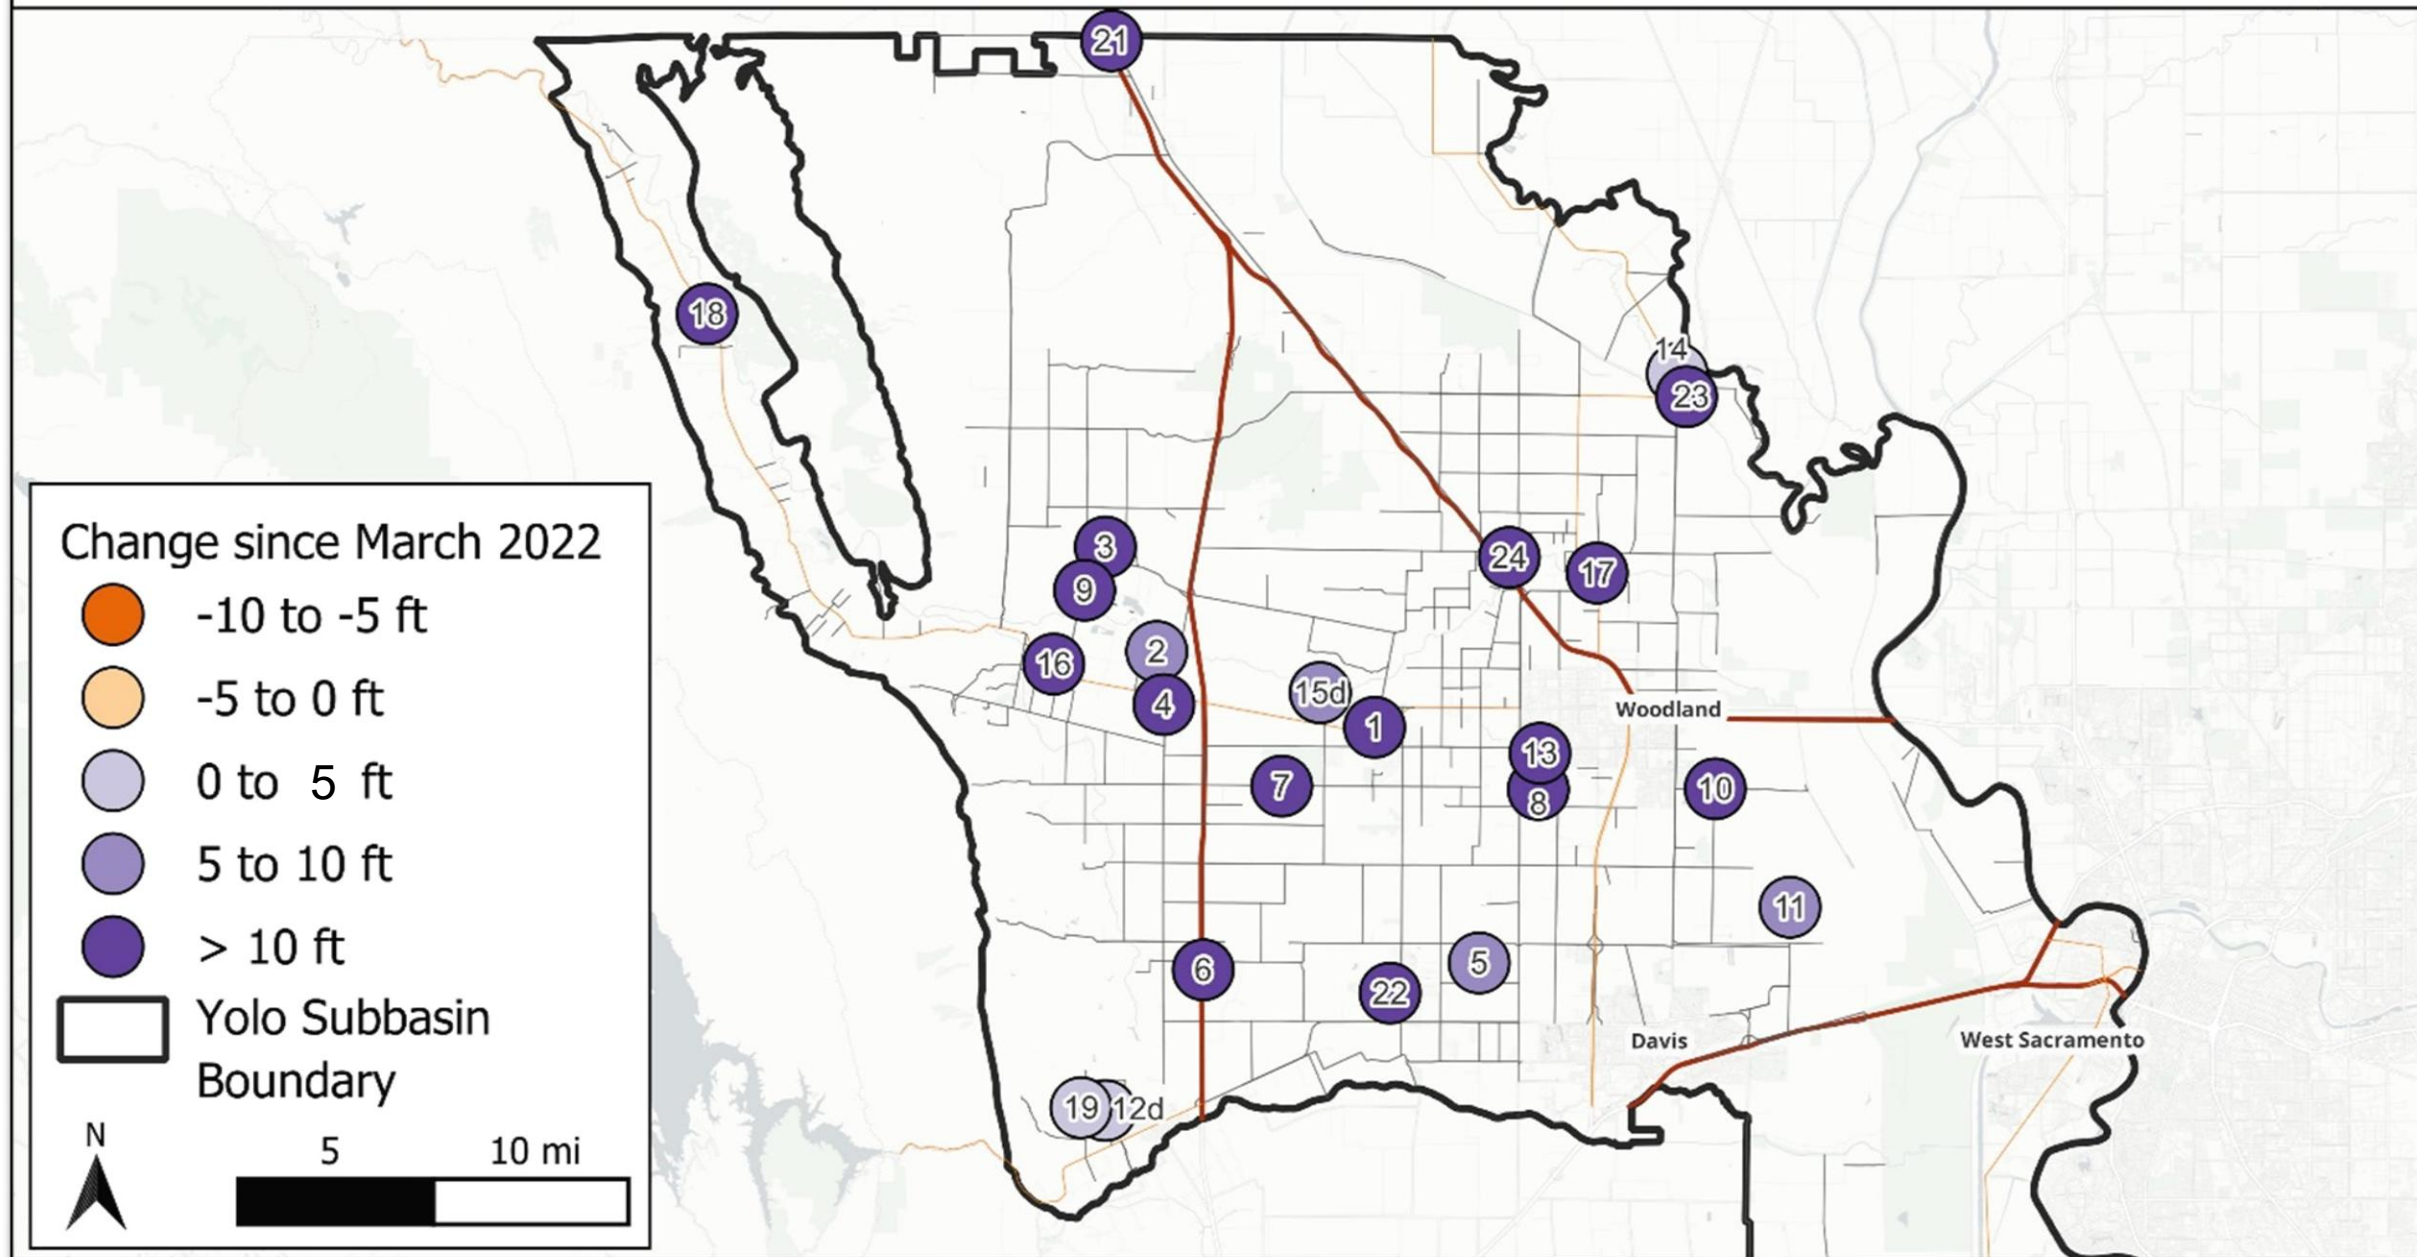 21
18
14
23
3
24
9
17
2
16
15d
4
Woodland
1
13
7
10
8
11
5
6
22
Davis
West Sacramento
19 12d
Change since March 2022
-10 to -5 ft
-5 to 0 ft
0 to 5 ft
5 to 10 ft
> 10 ft
Yolo Subbasin
Boundary
N
5 10 mi